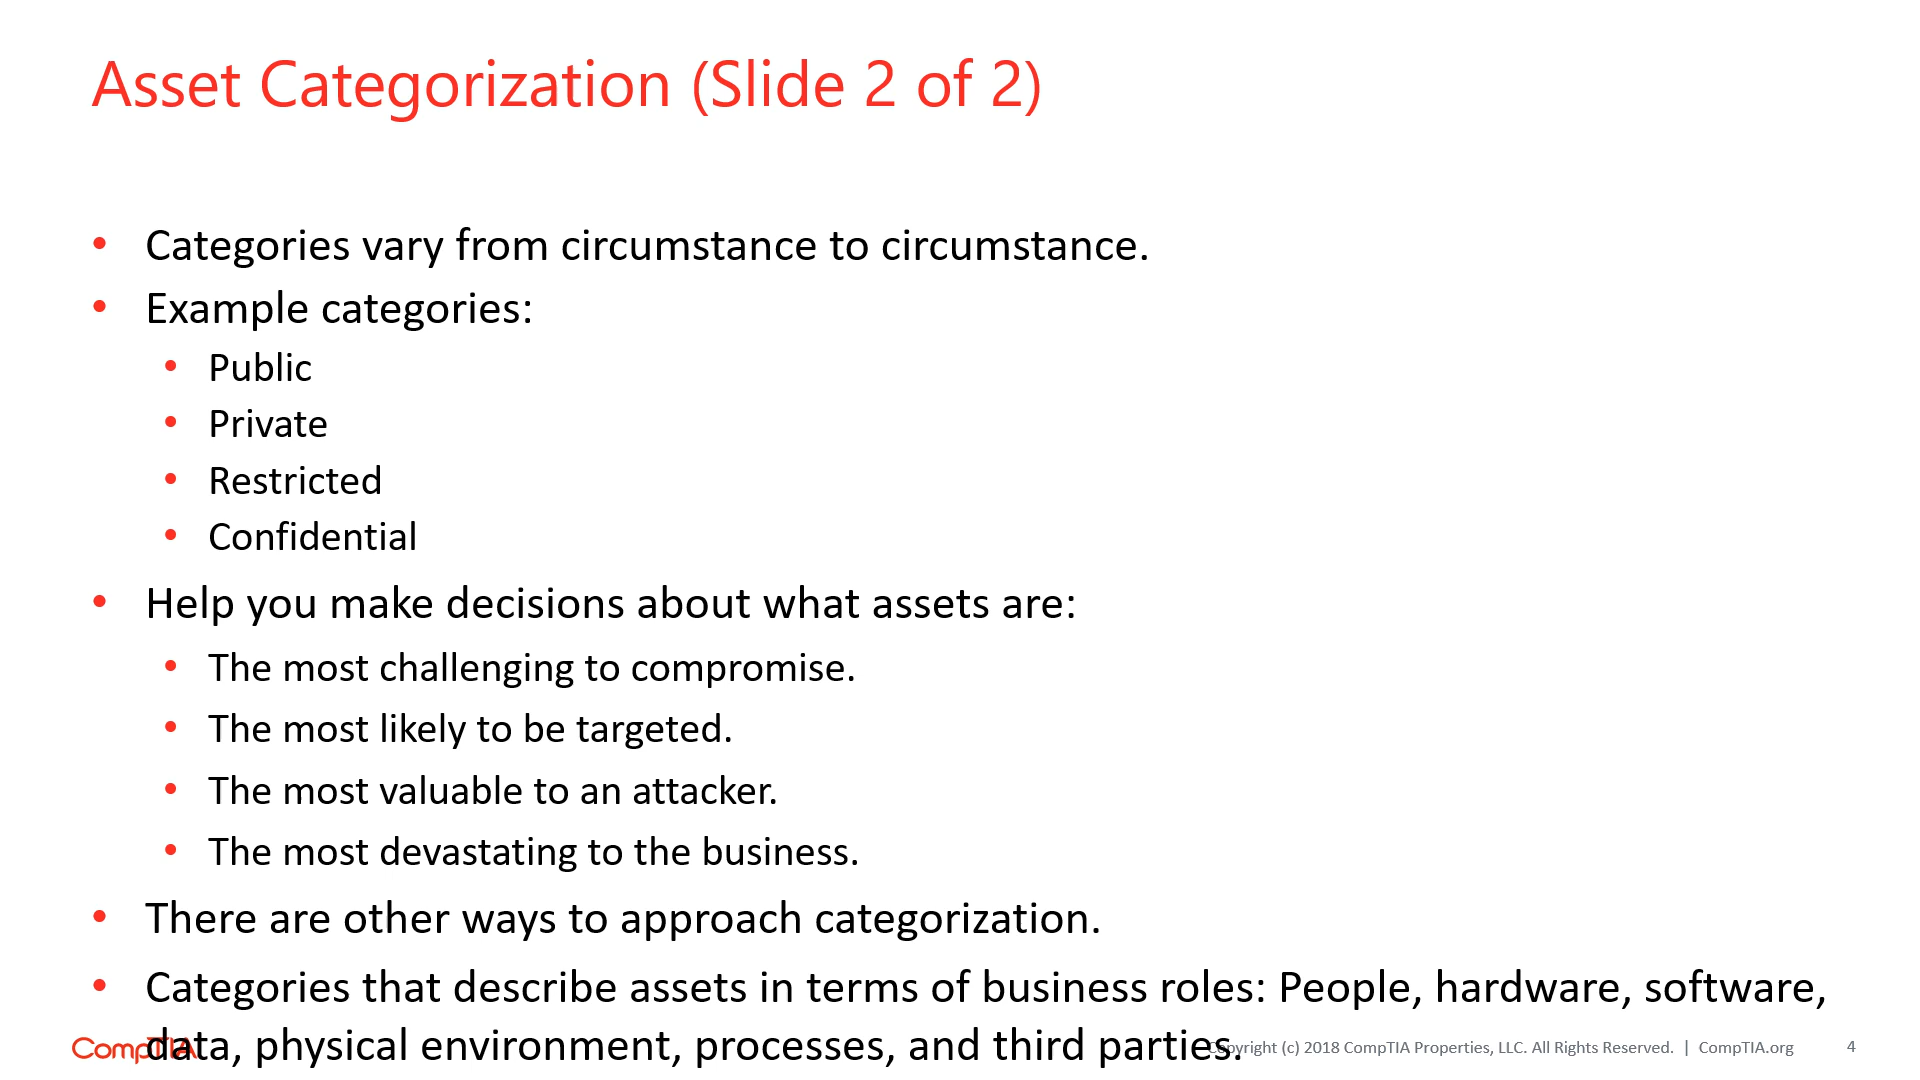 Asset Categorization (Slide 2 of 2)
• Categories vary from circumstance to circumstance.
• Example categories:
• Public
• Private
• Restricted
• Confidential
• Help you make decisions about what assets are:
• The most challenging to compromise.
• The most likely to be targeted.
• The most valuable to an attacker.
• The most devastating to the business.
• There are other ways to approach categorization.
• Categories that describe assets in terms of business roles: People, hardware, software,
data, physical environment, processes, and third parties.
CompTIA
Copyright (c) 2018 CompTIA Properties, LLC. All Rights Reserved. | CompTIA.org
4